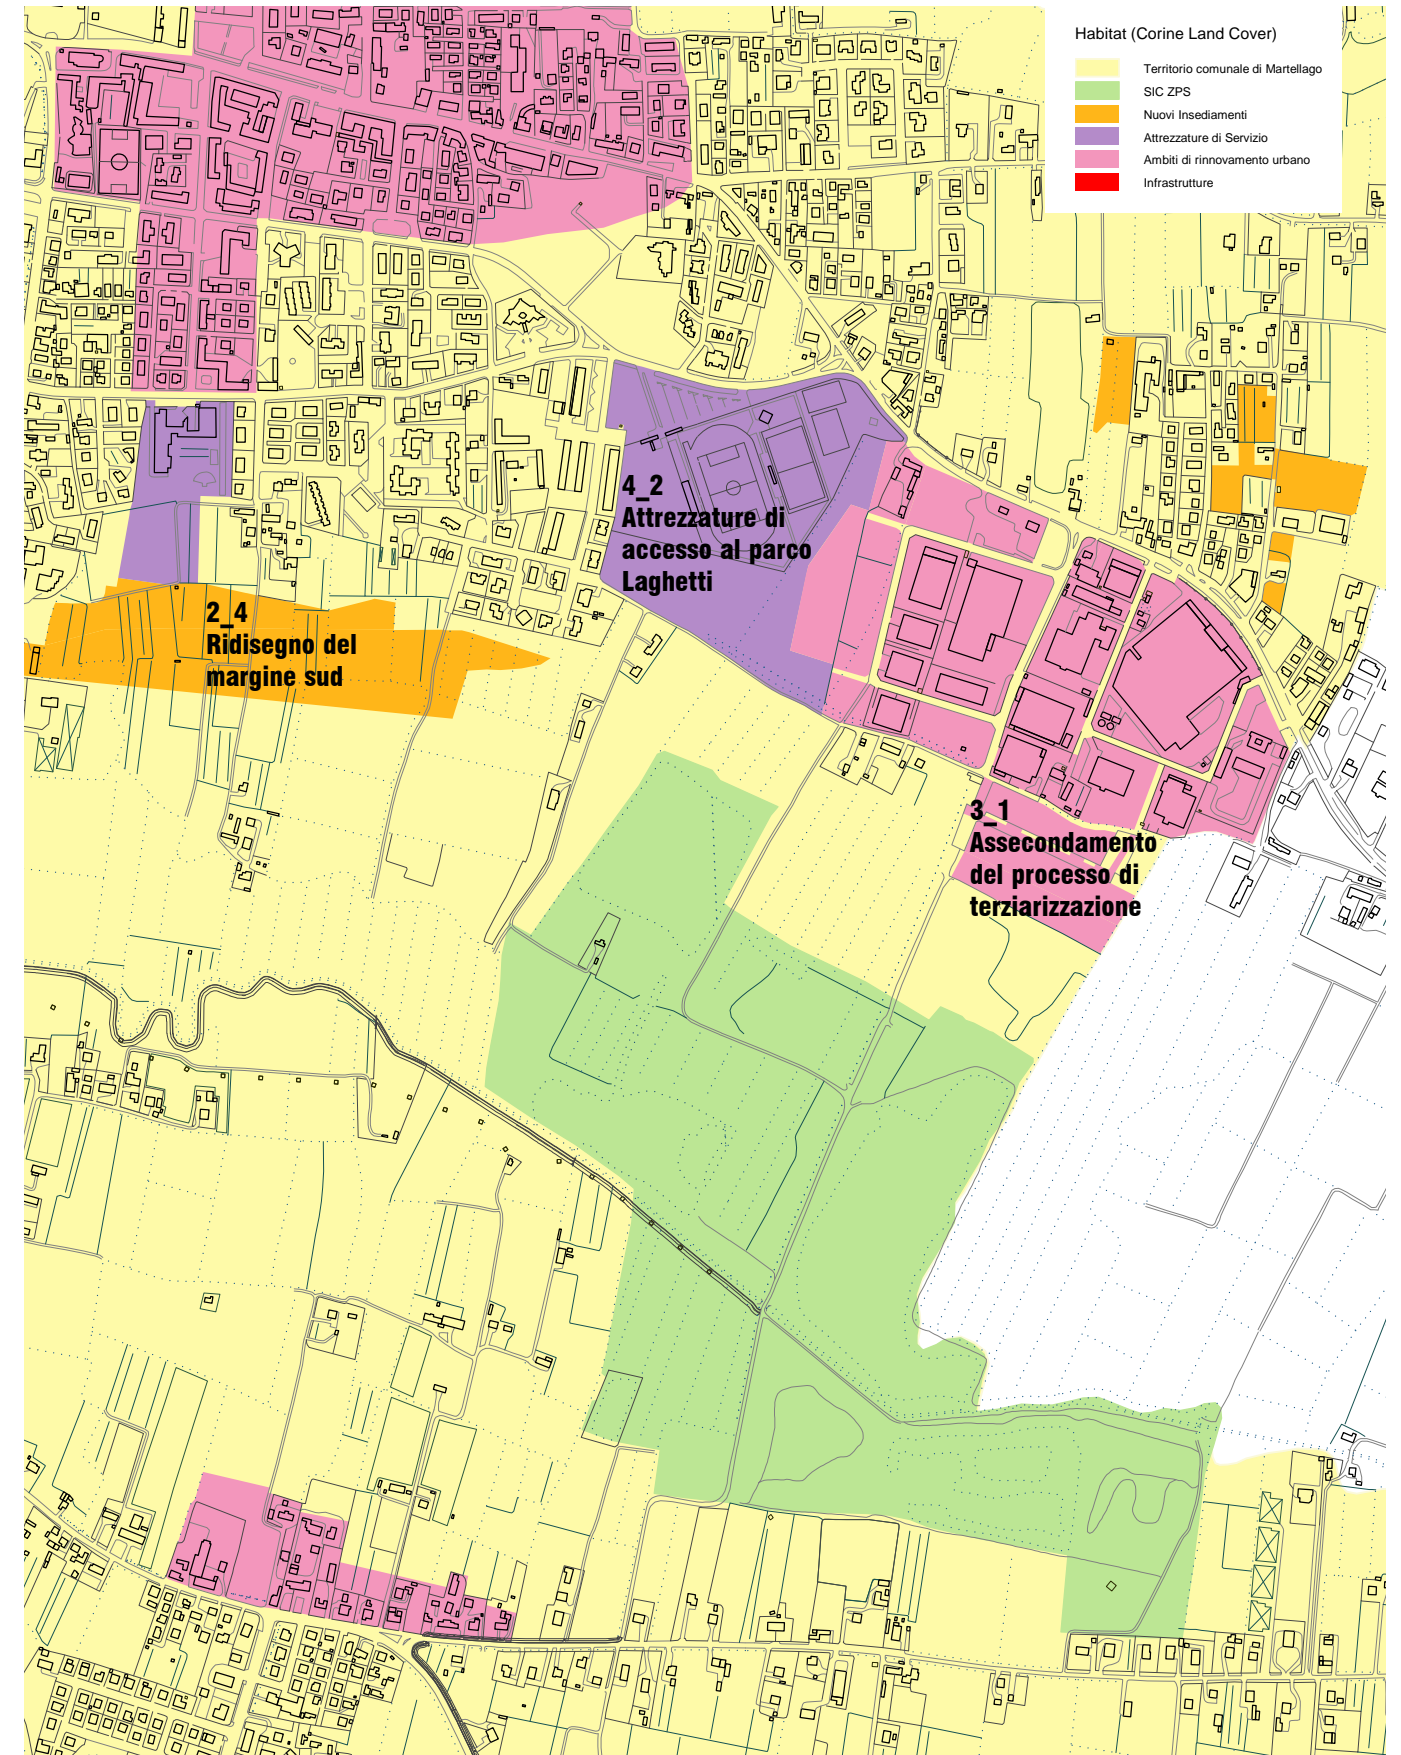 Habitat (Corine Land Cover)
Territorio comunale di Martellago
SIC ZPS
Nuovi Insediamenti
Attrezzature di Servizio
Ambiti di rinnovamento urbano
Infrastrutture
4_2
Attrezzature di
accesso al parco
Laghetti
2_4
Ridisegno del
margine sud
3_1
Assecondamento
del processo di
terziarizzazione